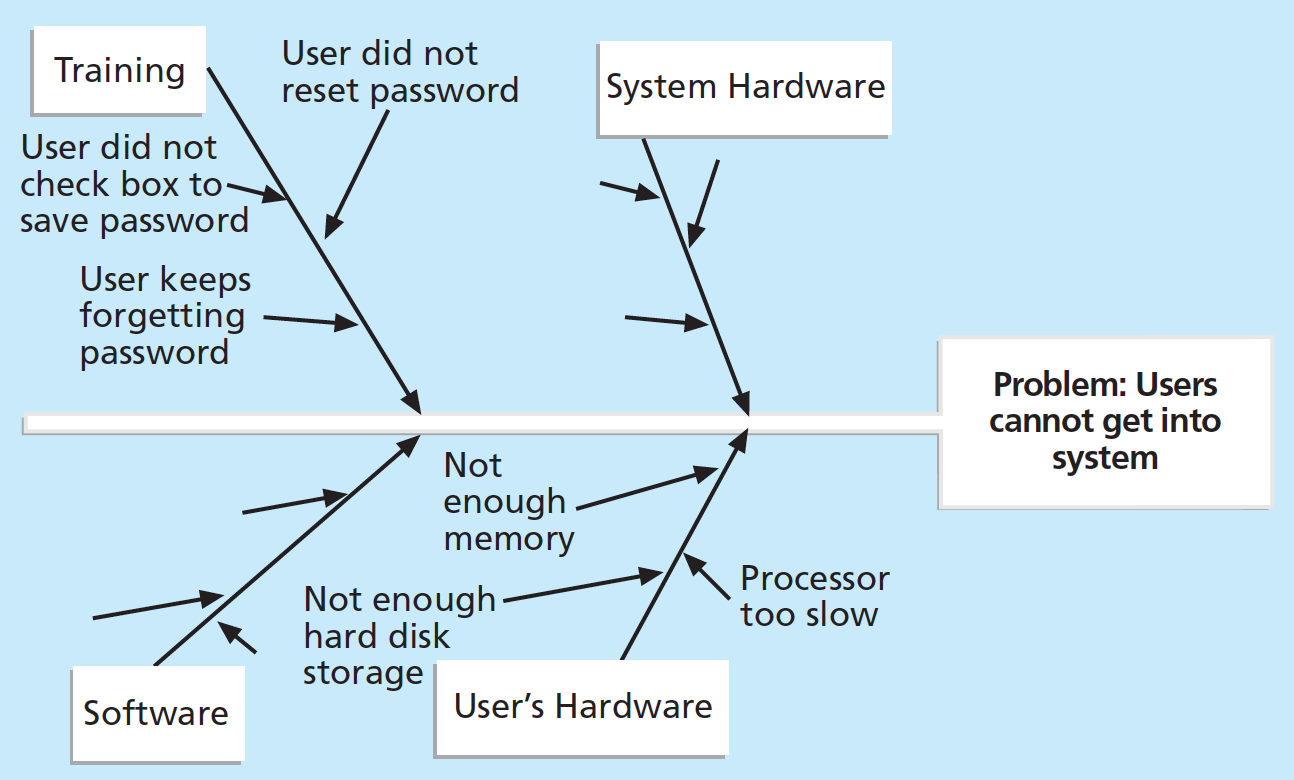 Training
User did not
reset password
System Hardware
User did not
check box to
save password
User keeps
forgetting
password
Problem: Users
cannot get into
system
Not
enough
memory
Processor
too slow
Not enough
hard disk
storage
Software
User’s Hardware